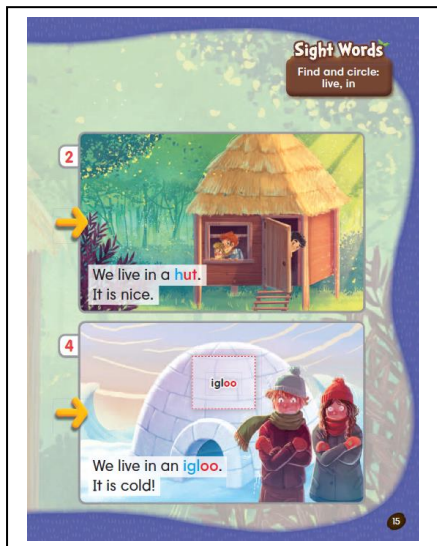 Sight Words
Find and circle:
live, in
2
We live in a hut.
It is nice.
4
igloo
We live in an igloo.
It is cold!
15